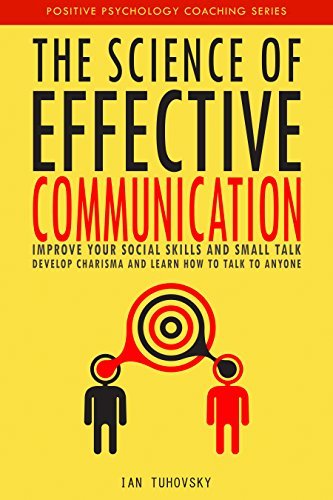 POSITIVE PSYCHOLOGY COACHING SERIES
THE SCIENCE OF
EFFECTIVE
COMMUNICATION
IMPROVE YOUR SOCIAL SKILLS AND SMALL TALK
DEVELOP CHARISMA AND LEARN HOW TO TALK TO ANYONE
IAN TUHOVSKY